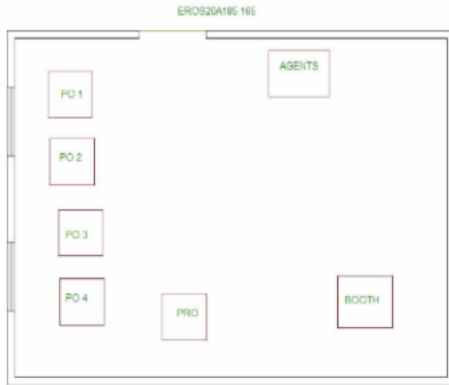 EROS20A185 165
AGENTS
PO 1
PO 2
PO 3
PO 4
PRO
BOOTH